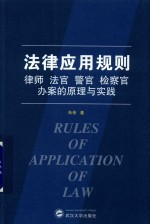 法律应用规则
律师 法官 警官 检察官
办案的原理与实践
著
RULES
OF
APPLICATION
OF
LAW
武汉大学出版社